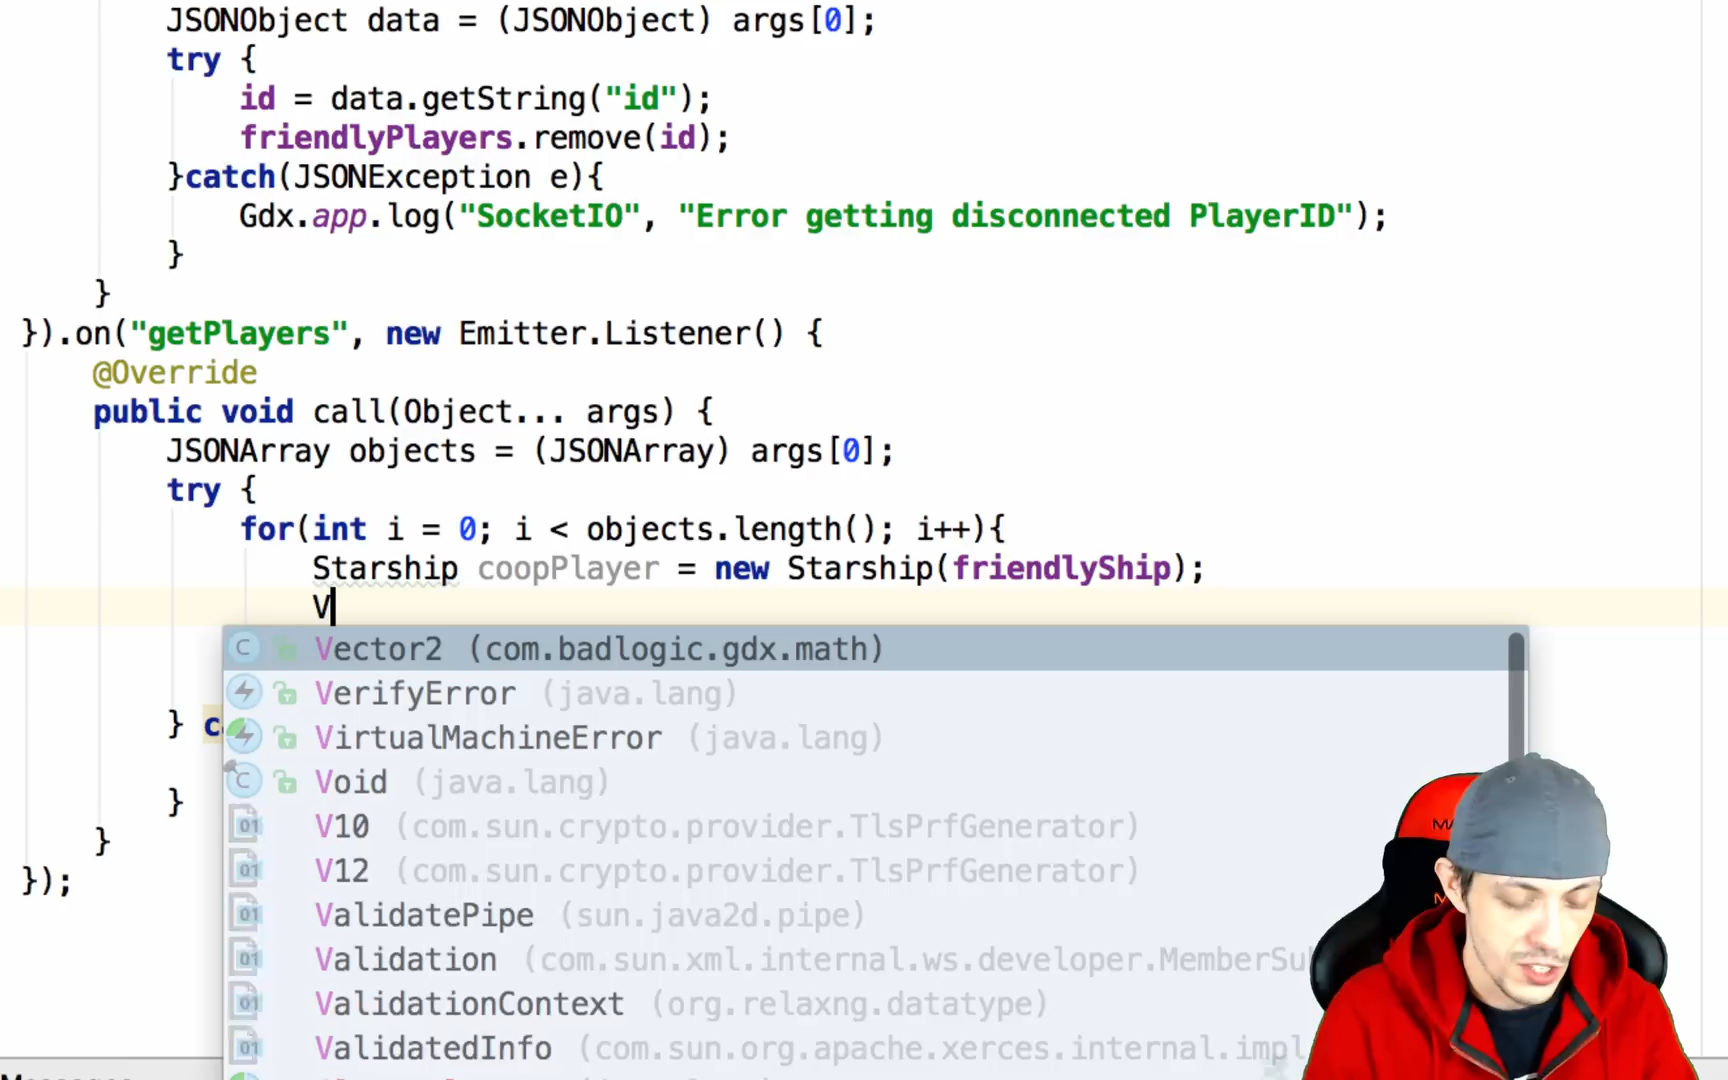 JSONObject data = (JSONObject) args[0];
try {
id = data.getString("id");
friendlyPlayers.remove(id);
}catch(JSONException e){
Gdx.app.log("SocketIO", "Error getting disconnected PlayerID");
}
}
}).on("getPlayers", new Emitter.Listener() {
@Override
public void call(Object... args) {
JSONArray objects = (JSONArray) args[0];
try {
for(int i = 0; i < objects.length(); i++){
Starship coopPlayer = new Starship(friendlyShip);
V
Vector2 (com.badlogic.gdx.math)
VerifyError (java.lang)
VirtualMachineError (java.lang)
Void (java.lang)
V10 (com.sun.crypto.provider.TlsPrfGenerator)
V12 (com.sun.crypto.provider.TlsPrfGenerator)
ValidatePipe (sun.java2d.pipe)
Validation (com.sun.xml.internal.ws.developer.MemberSu
ValidationContext (org.relaxng.datatype)
ValidatedInfo (com.sun.org.apache.xerces.internal.impl
} c
}
}
});